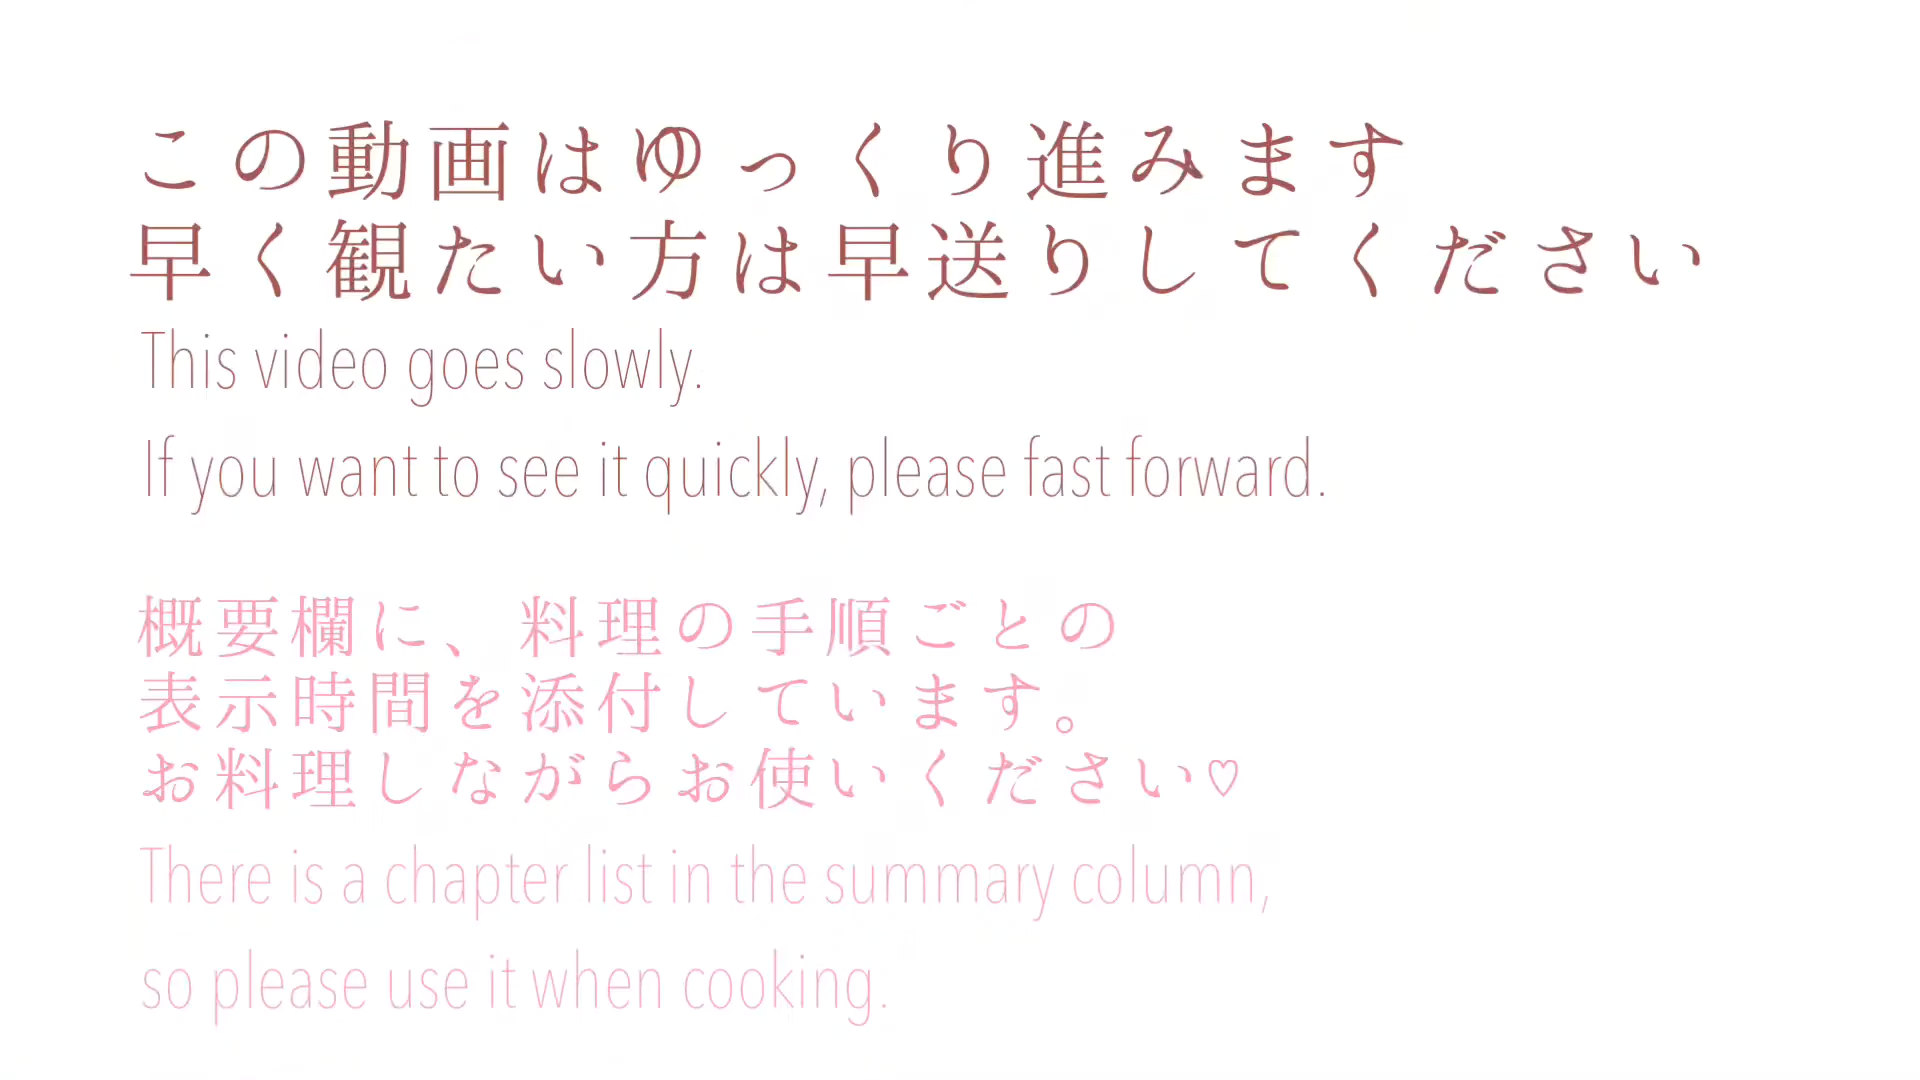 この動画はゆっくり進みます
早く観たい方は早送りしてください
This video goes slowly.
If you want to see it quickly, please fast forward.
概要欄に、料理の手順ごとの
表示時間を添付しています。
お料理しながらお使いください♡
There is a chapter list in the summary column,
so please use it when cooking.